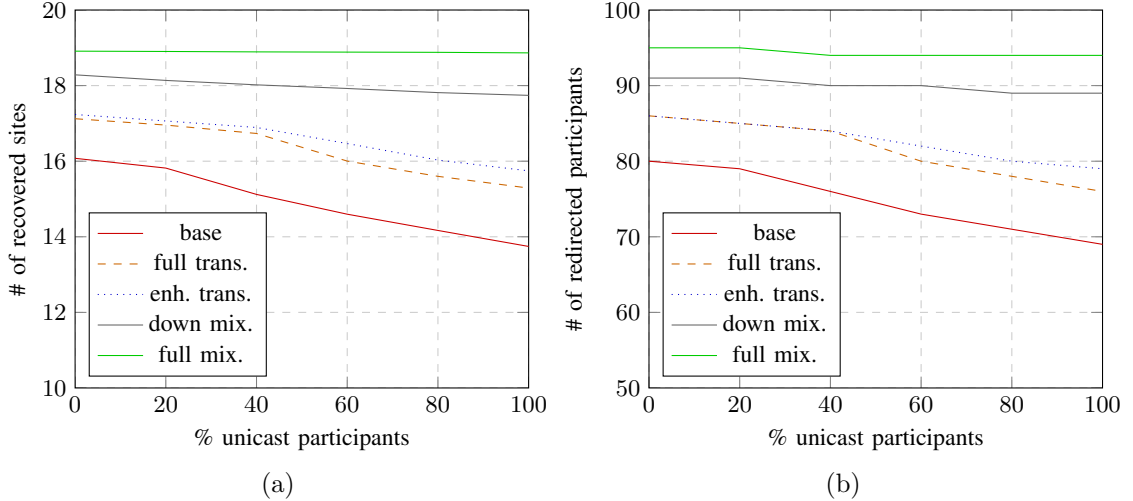 20
18
16
14
12
10
# of recovered sites
base
full trans.
enh. trans.
down mix.
full mix.
0 20 40 60 80 100
% unicast participants
(a)
100
90
80
70
60
50
# of redirected participants
base
full trans.
enh. trans.
down mix.
full mix.
0 20 40 60 80 100
% unicast participants
(b)